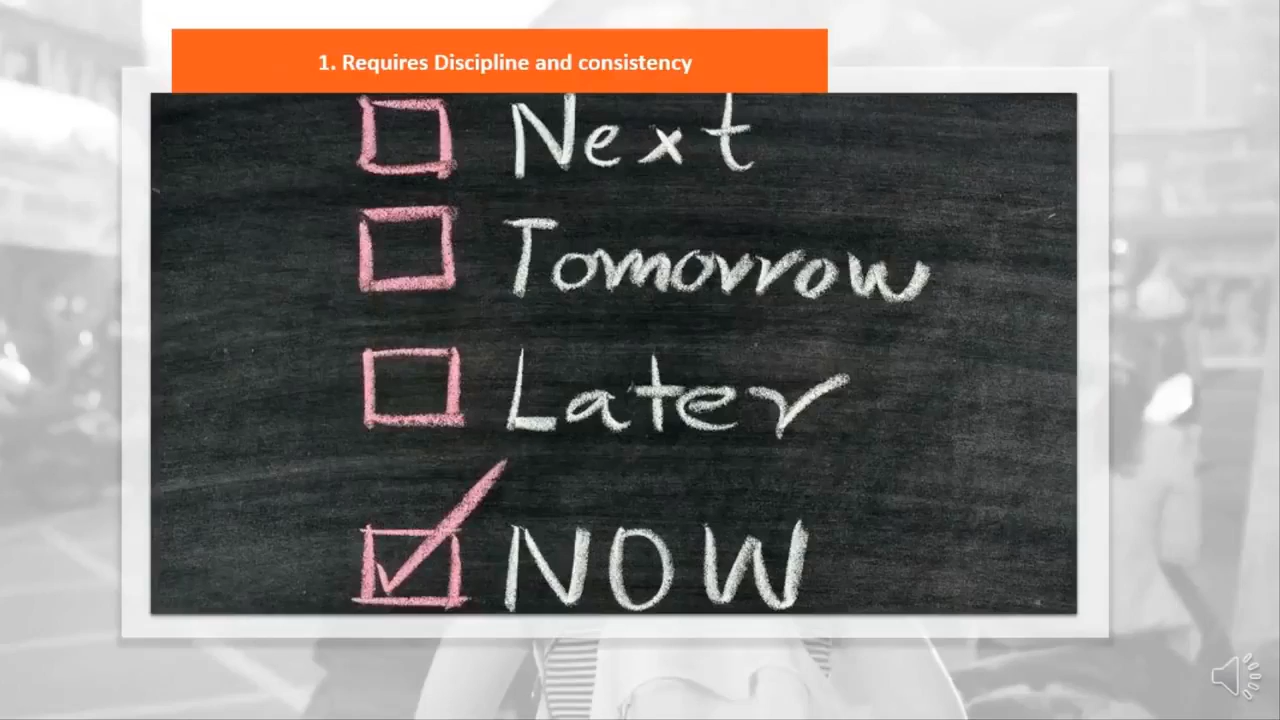 1. Requires Discipline and consistency
Next
Tomorrow
Later
NOW